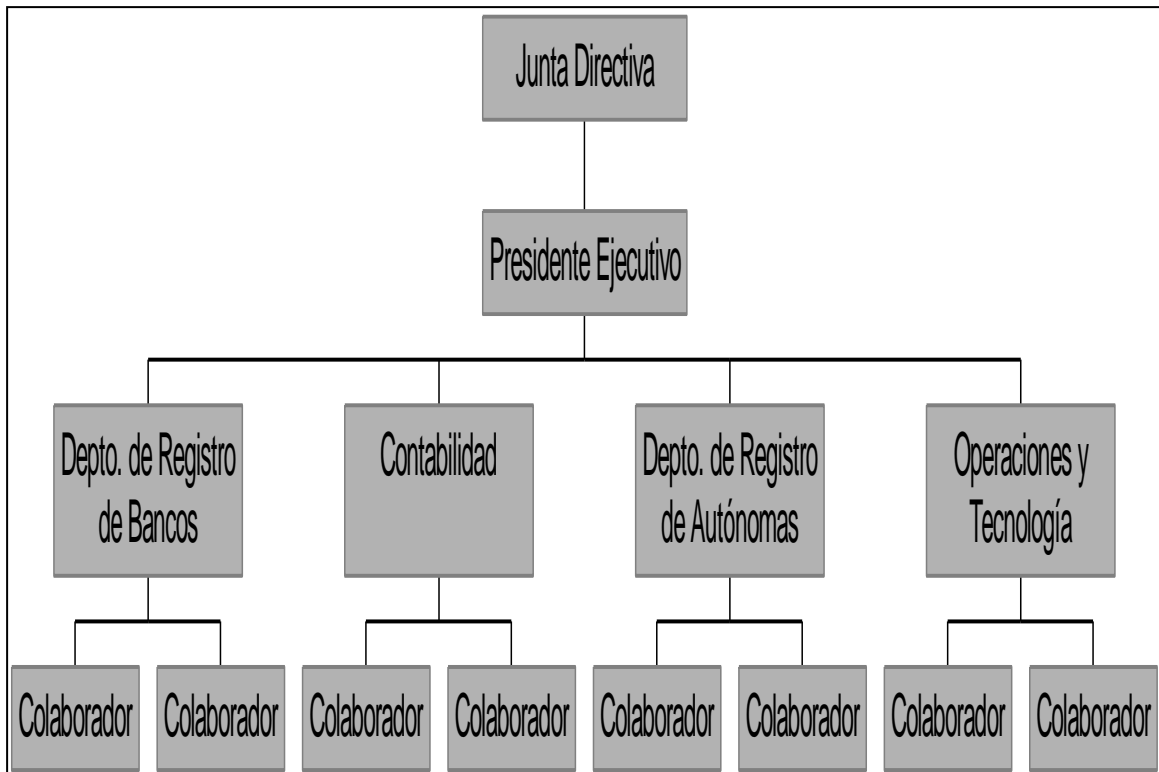 Junta Directiva
Presidente Ejecutivo
Depto. de Registro
de Bancos
Contabilidad
Depto. de Registro
de Autónomas
Operaciones y
Tecnología
Colaborador
Colaborador
Colaborador
Colaborador
Colaborador
Colaborador
Colaborador
Colaborador